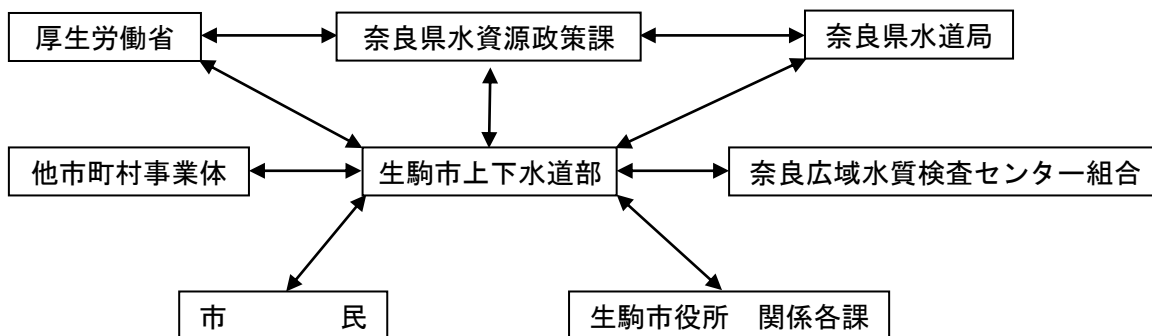 厚生労働省
奈良県水資源政策課
奈良県水道局
他市町村事業体
生駒市上下水道部
奈良広域水質検査センター組合
市　　　　民
生駒市役所　関係各課